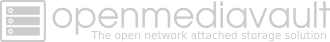 openmediavault
The open network attached storage solution